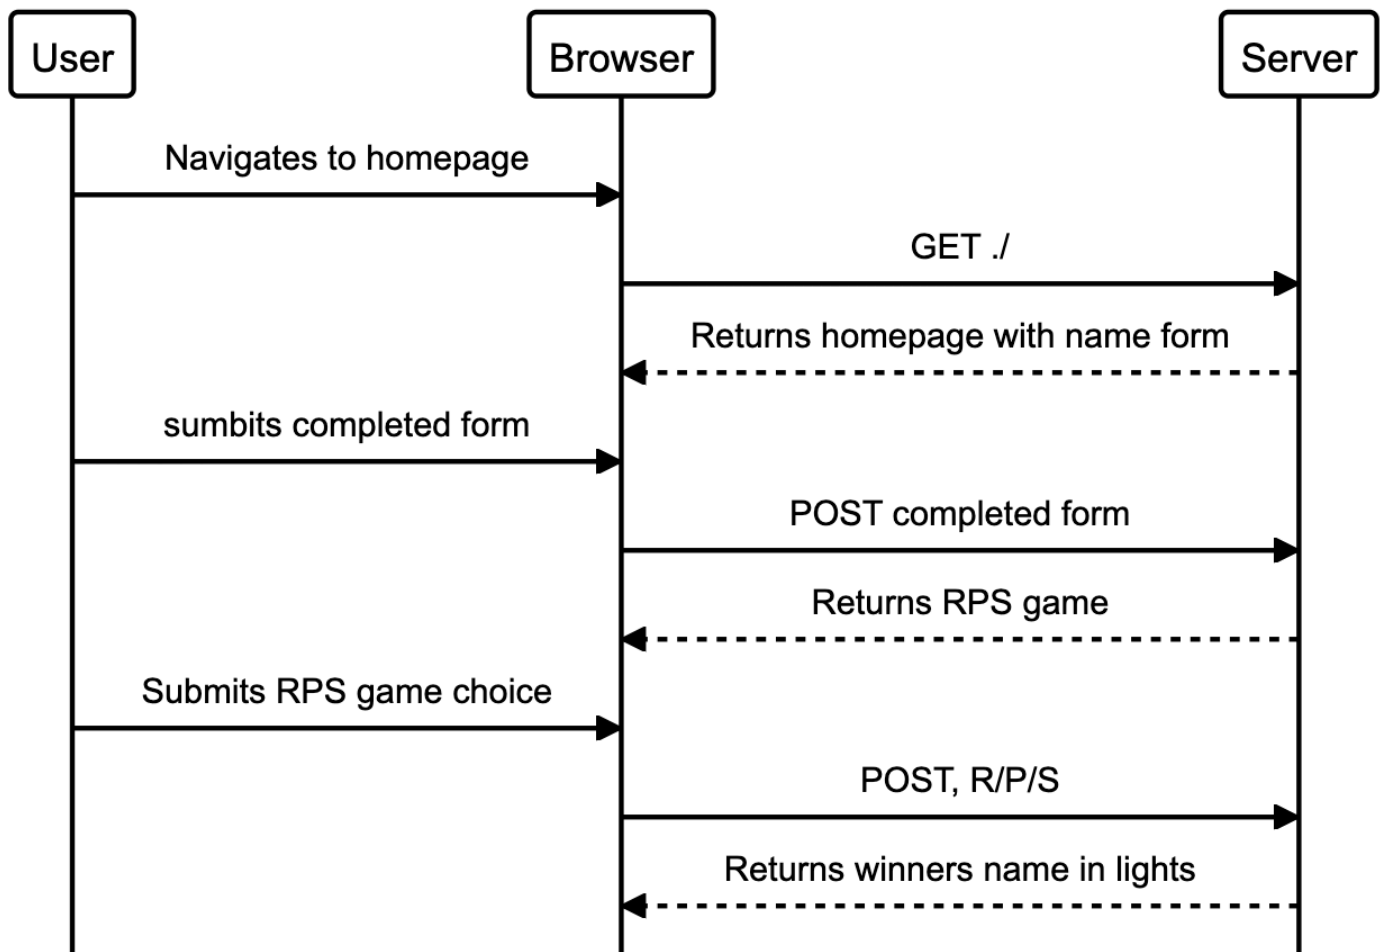 User
Browser
Server
Navigates to homepage
GET ./
Returns homepage with name form
sumbits completed form
POST completed form
Returns RPS game
Submits RPS game choice
POST, R/P/S
Returns winners name in lights